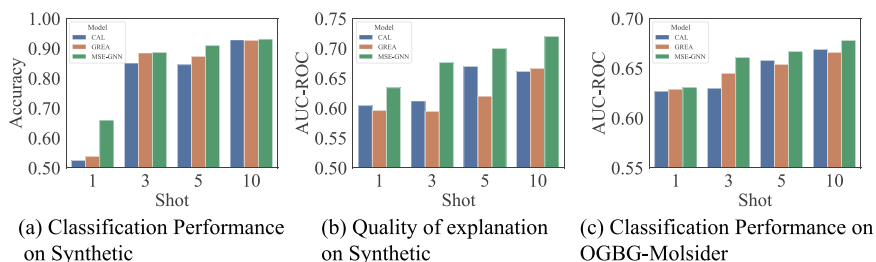 Accuracy
1.00
0.90
0.80
0.70
0.60
0.50
Model
CAL
GREA
MSE-GNN
1 3 5 10
Shot
(a) Classification Performance
on Synthetic
AUC-ROC
0.75
0.70
0.65
0.60
0.55
0.50
Model
CAL
GREA
MSE-GNN
1 3 5 10
Shot
(b) Quality of explanation
on Synthetic
AUC-ROC
0.70
0.65
0.60
0.55
Model
CAL
GREA
MSE-GNN
1 3 5 10
Shot
(c) Classification Performance on
OGBG-Molsider